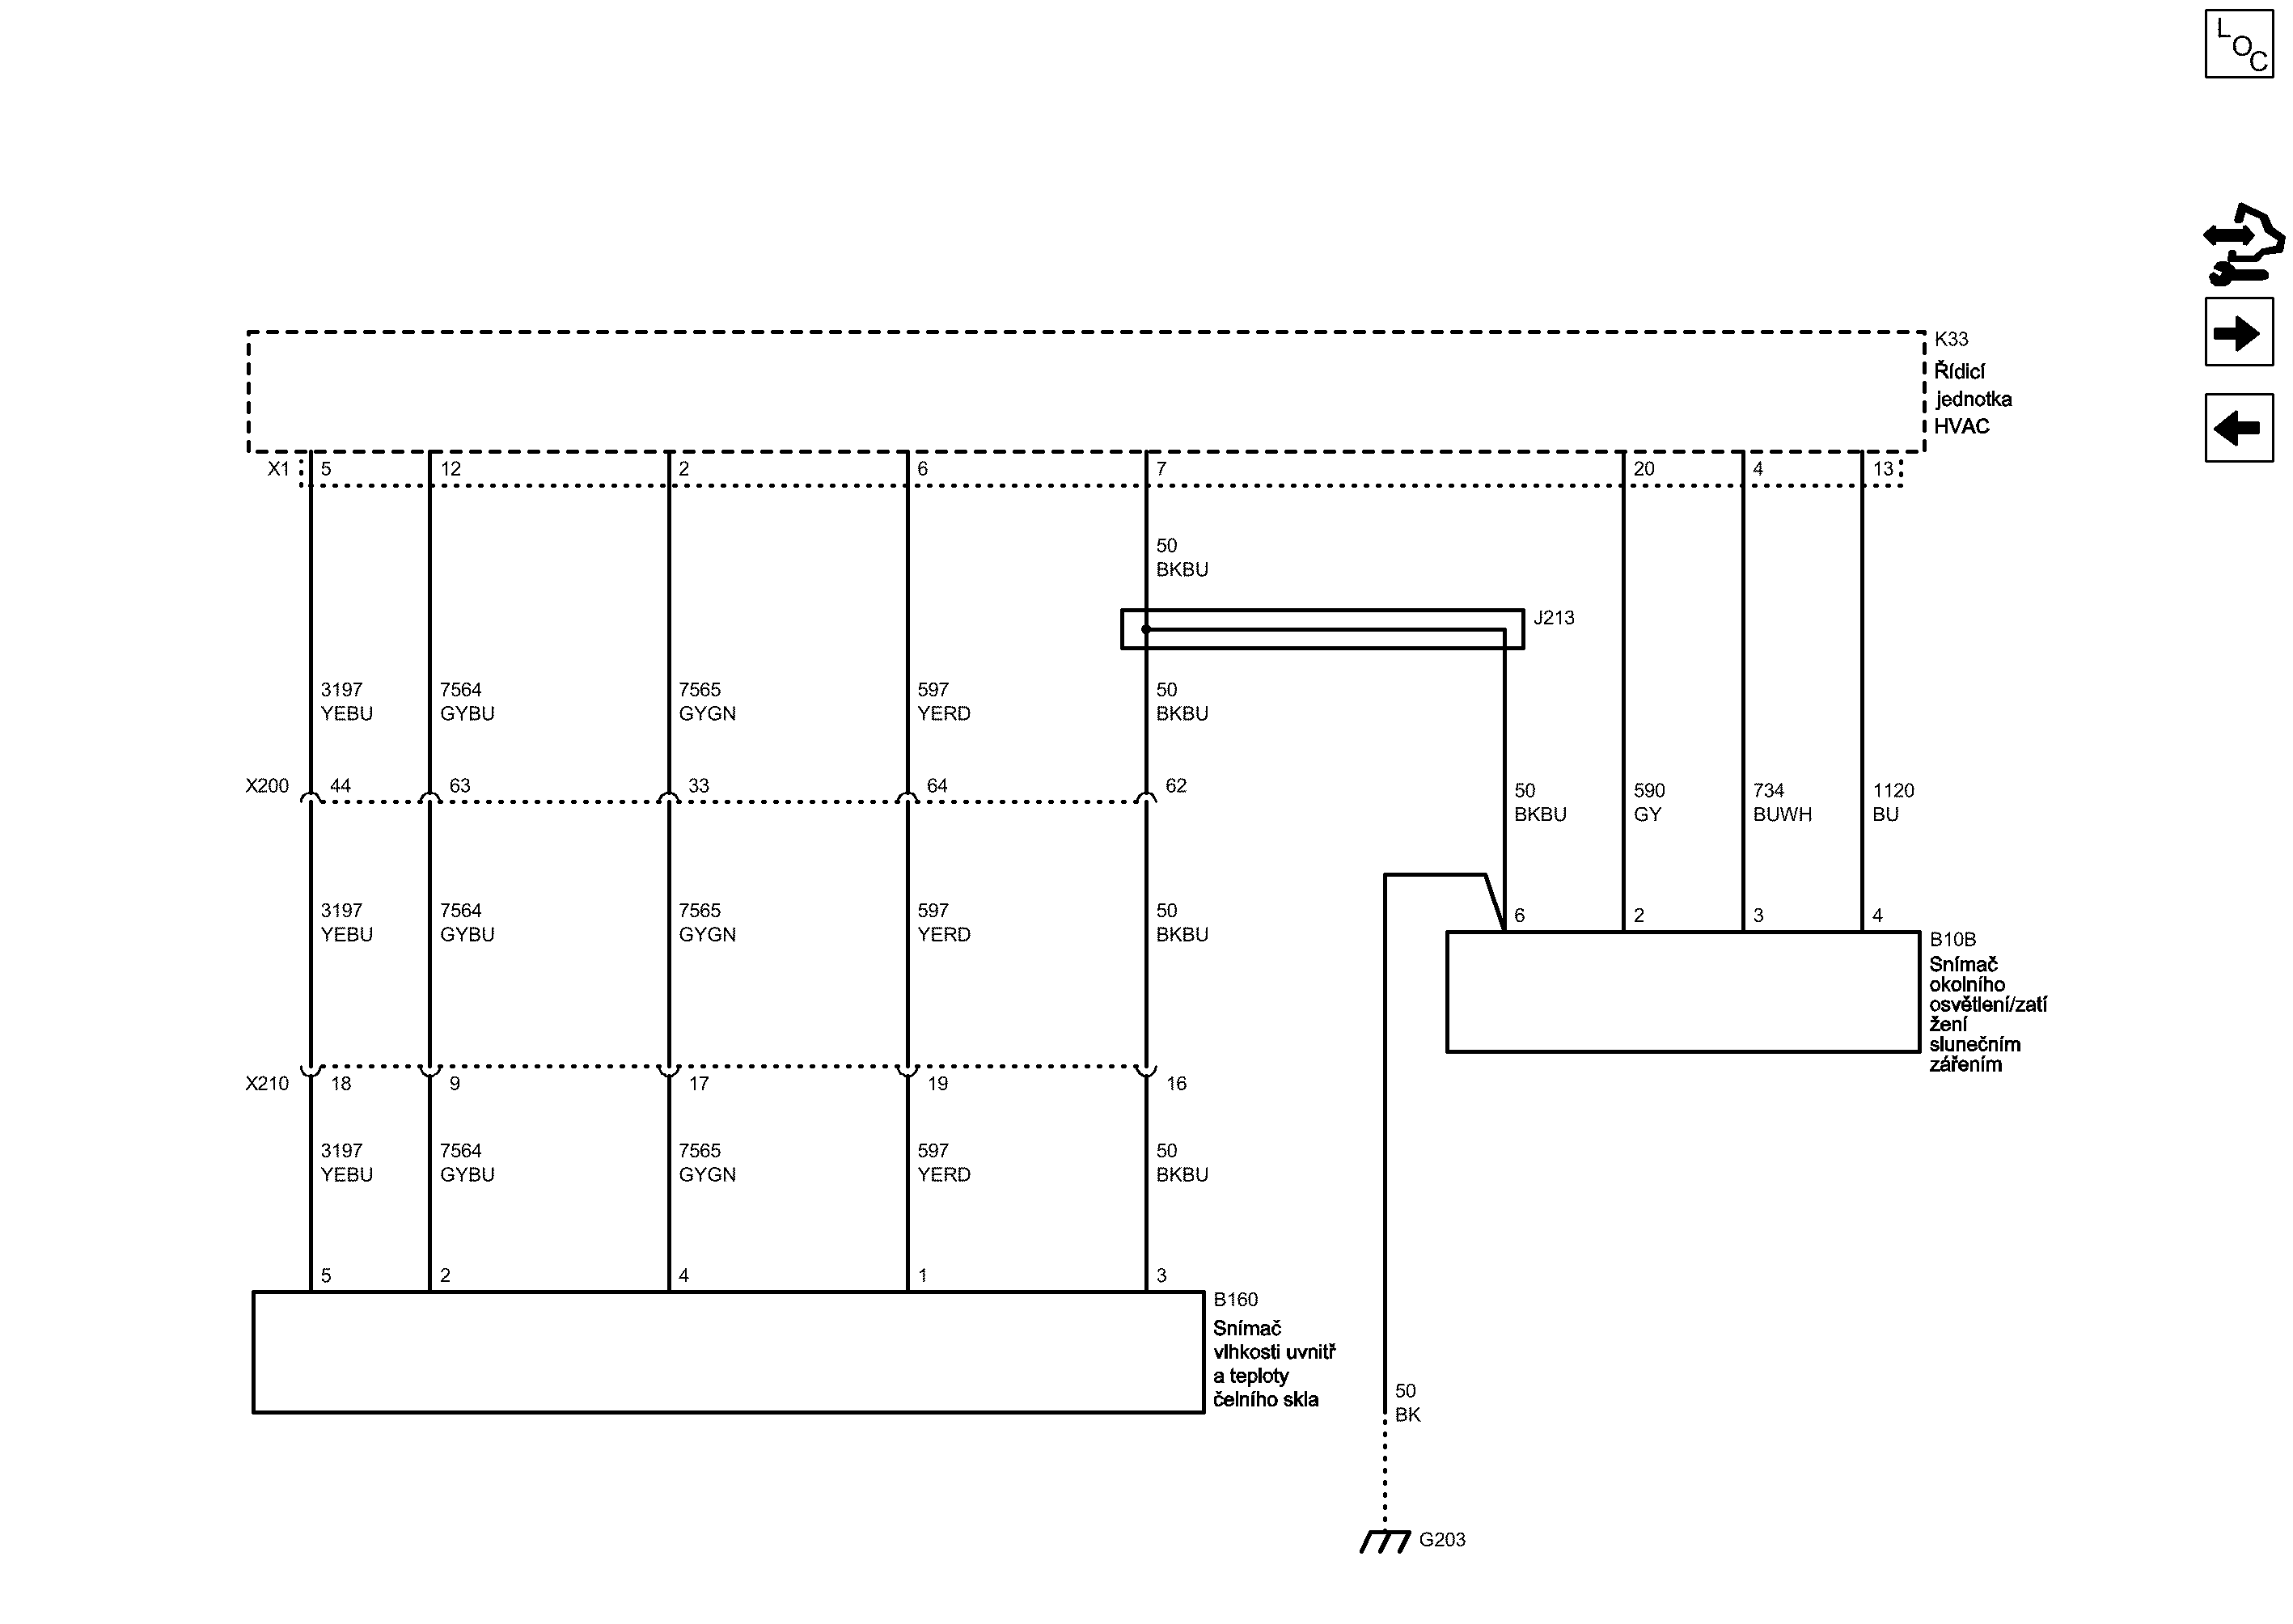 LOC
K33
Řídicí
jednotka
HVAC
X1 5 12 2 6 7 20 4 13
50
BKBU
J213
3197 7564 7565 597 50
YEBU GYBU GYGN YERD BKBU
X200 44 63 33 64 62
50 590 734 1120
BKBU GY BUWH BU
3197 7564 7565 597 50
YEBU GYBU GYGN YERD BKBU
6 2 3 4
B10B
Snímač
okolního
osvětlení/zatí
žení
slunečním
zářením
X210 18 9 17 19 16
3197 7564 7565 597 50
YEBU GYBU GYGN YERD BKBU
5 2 4 1 3
B160
Snímač
vlhkosti uvnitř
a teploty
čelního skla
50
BK
G203